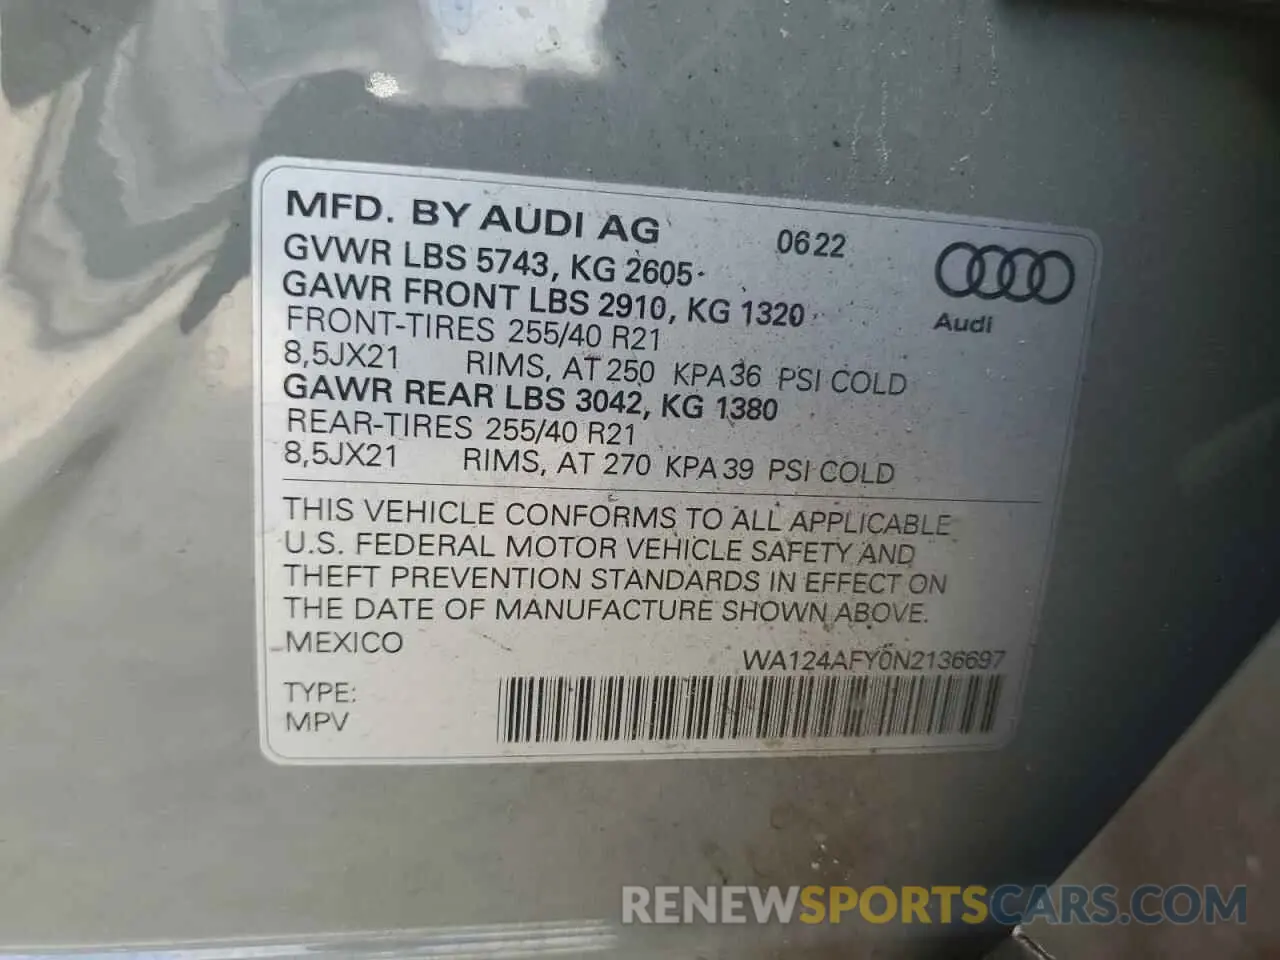 MFD. BY AUDI AG 0622
GVWR LBS 5743, KG 2605
GAWR FRONT LBS 2910, KG 1320
Audi
FRONT-TIRES 255/40 R21
8,5JX21 RIMS, AT 250 KPA 36 PSI COLD
GAWR REAR LBS 3042, KG 1380
REAR-TIRES 255/40 R21
8,5JX21 RIMS, AT 270 KPA 39 PSI COLD
THIS VEHICLE CONFORMS TO ALL APPLICABLE
U.S. FEDERAL MOTOR VEHICLE SAFETY AND
THEFT PREVENTION STANDARDS IN EFFECT ON
THE DATE OF MANUFACTURE SHOWN ABOVE.
MEXICO
WA124AFY0N2136697
TYPE:
MPV
RENEWSPORTSCARS.COM